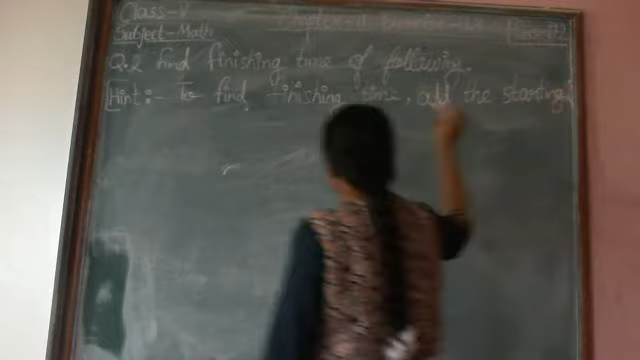 Class-V
Subject-Math
Q.2 find finishing time of following.
Hint:- To find finishing time, add the starting